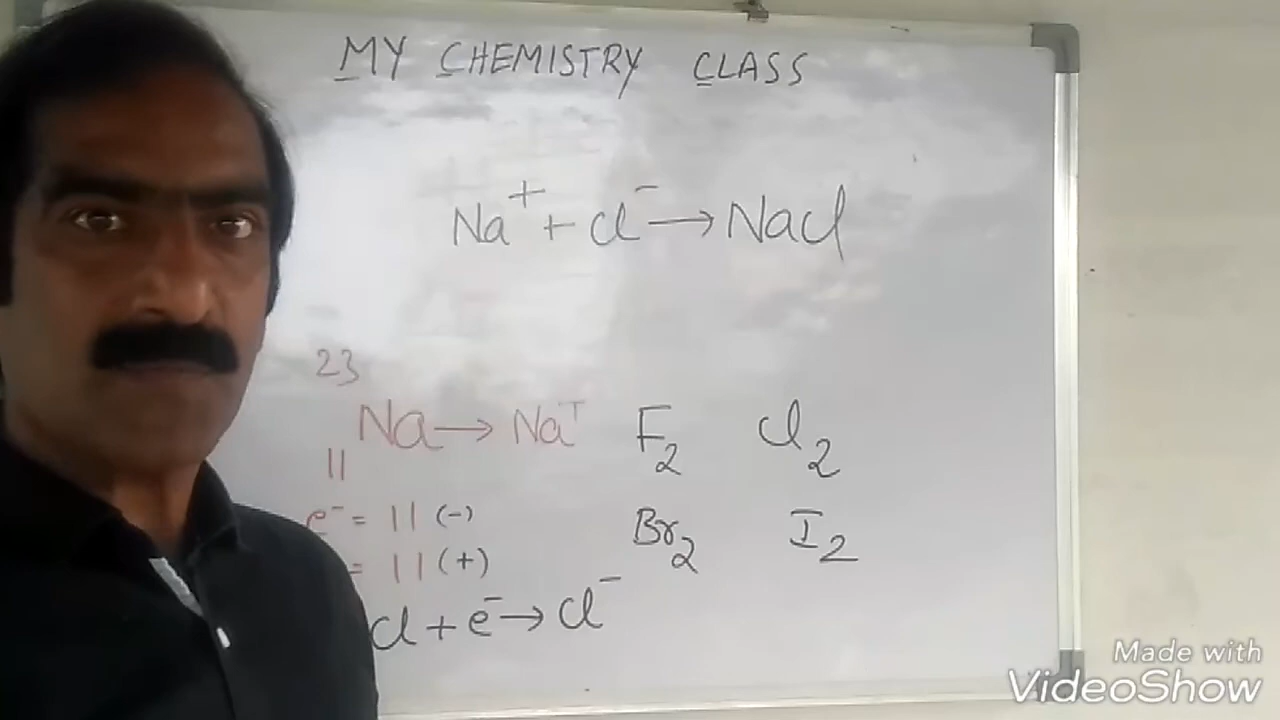 MY CHEMISTRY CLASS
Na⁺ + Cl⁻ → NaCl
23
Na → Na⁺
11
F₂ Cl₂
e⁻ = 11 (-)
Br₂ I₂
= 11 (+)
Cl + e⁻ → Cl⁻
Made with
VideoShow